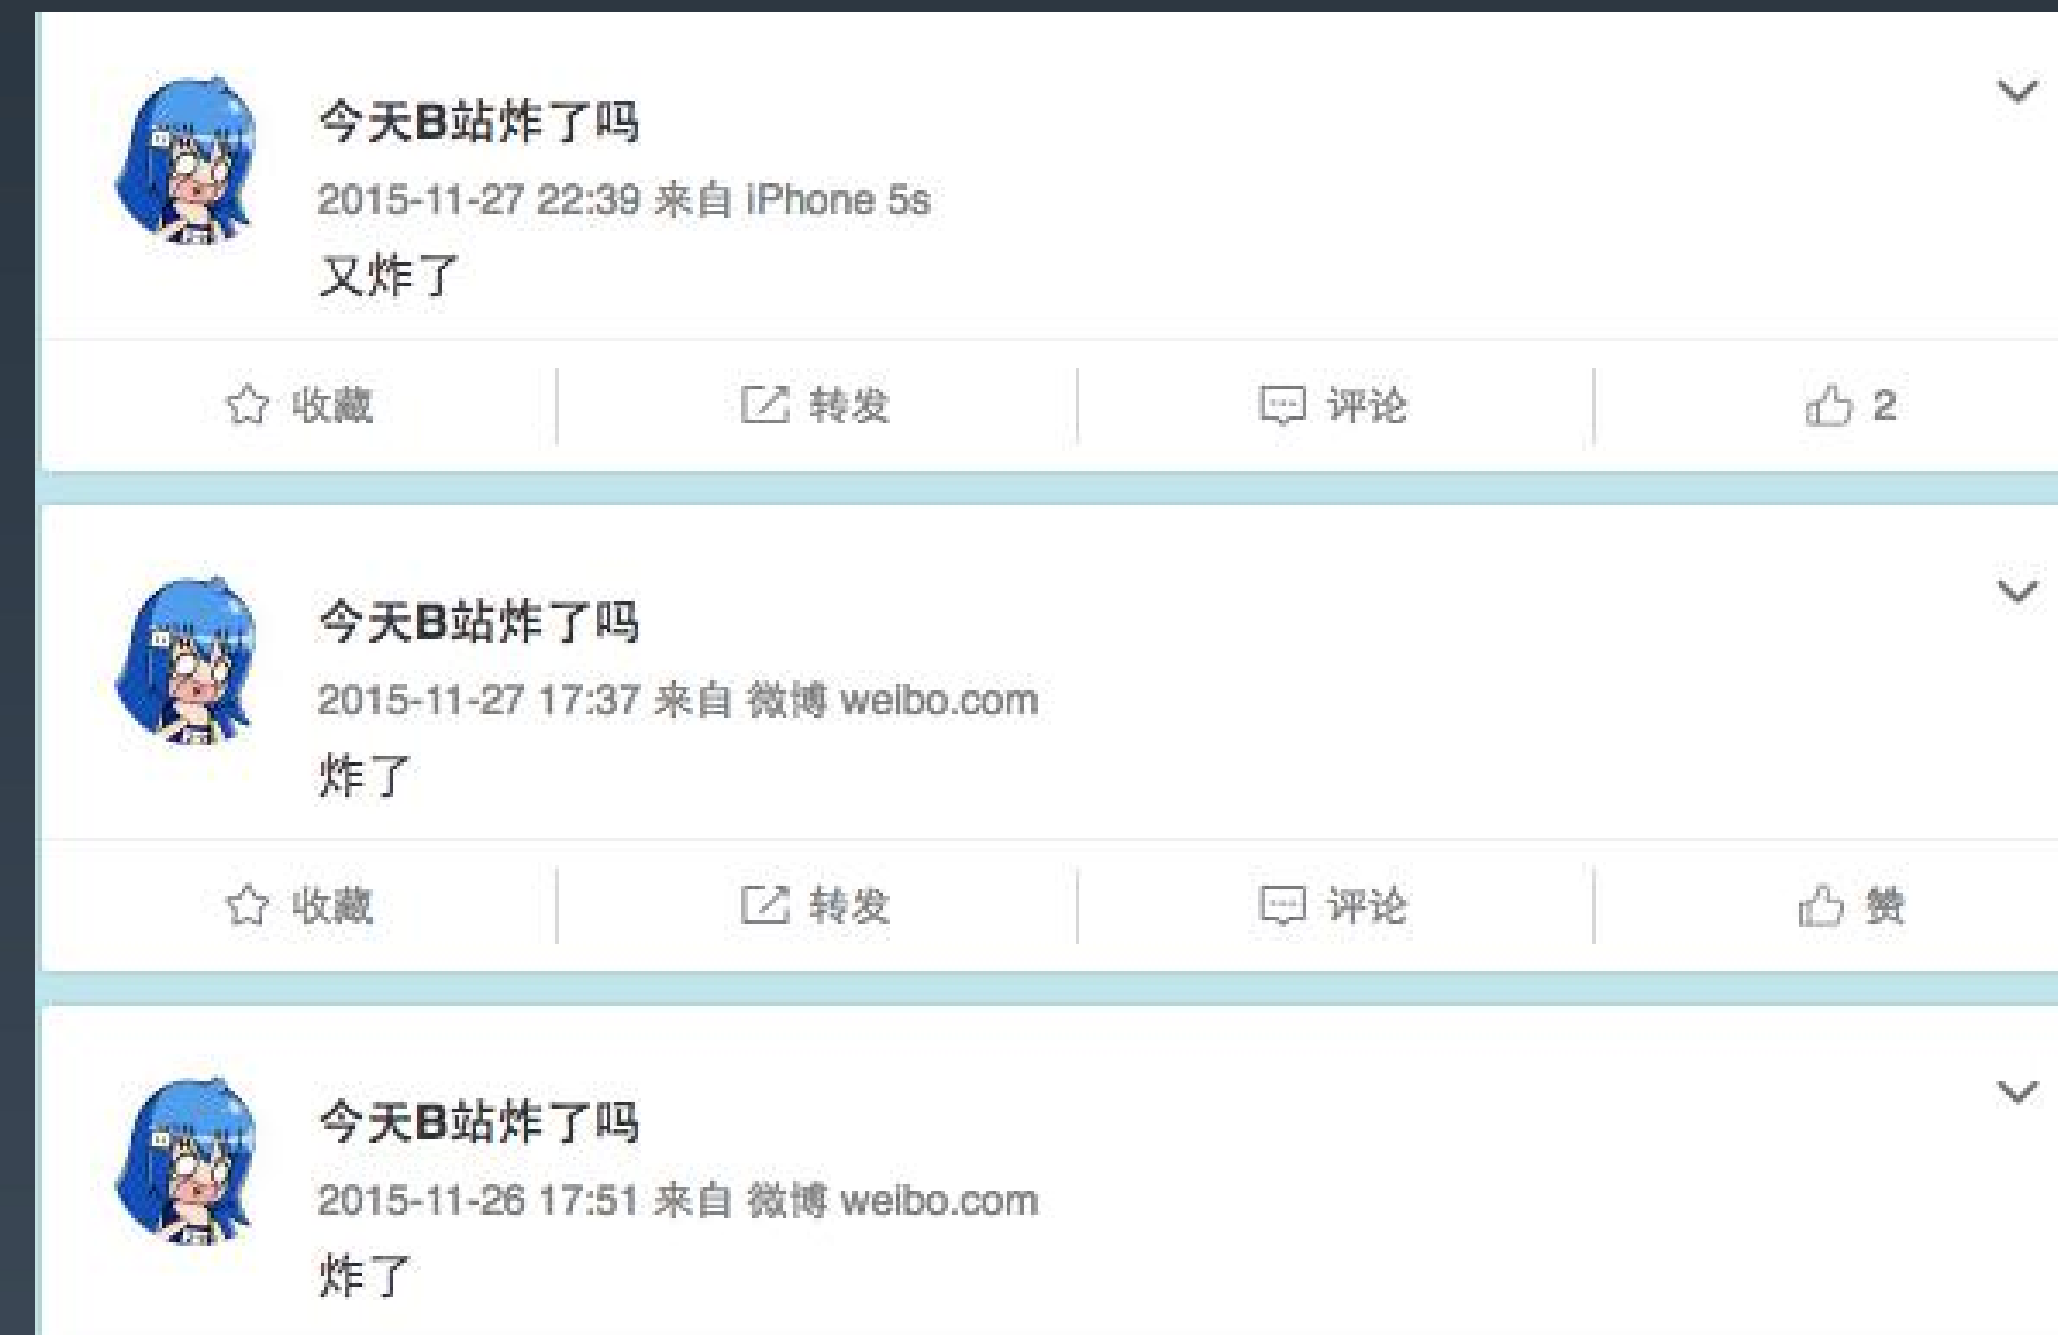 今天B站炸了吗
2015-11-27 22:39 来自 iPhone 5s
又炸了
收藏 转发 评论 2
今天B站炸了吗
2015-11-27 17:37 来自 微博 weibo.com
炸了
收藏 转发 评论 赞
今天B站炸了吗
2015-11-26 17:51 来自 微博 weibo.com
炸了